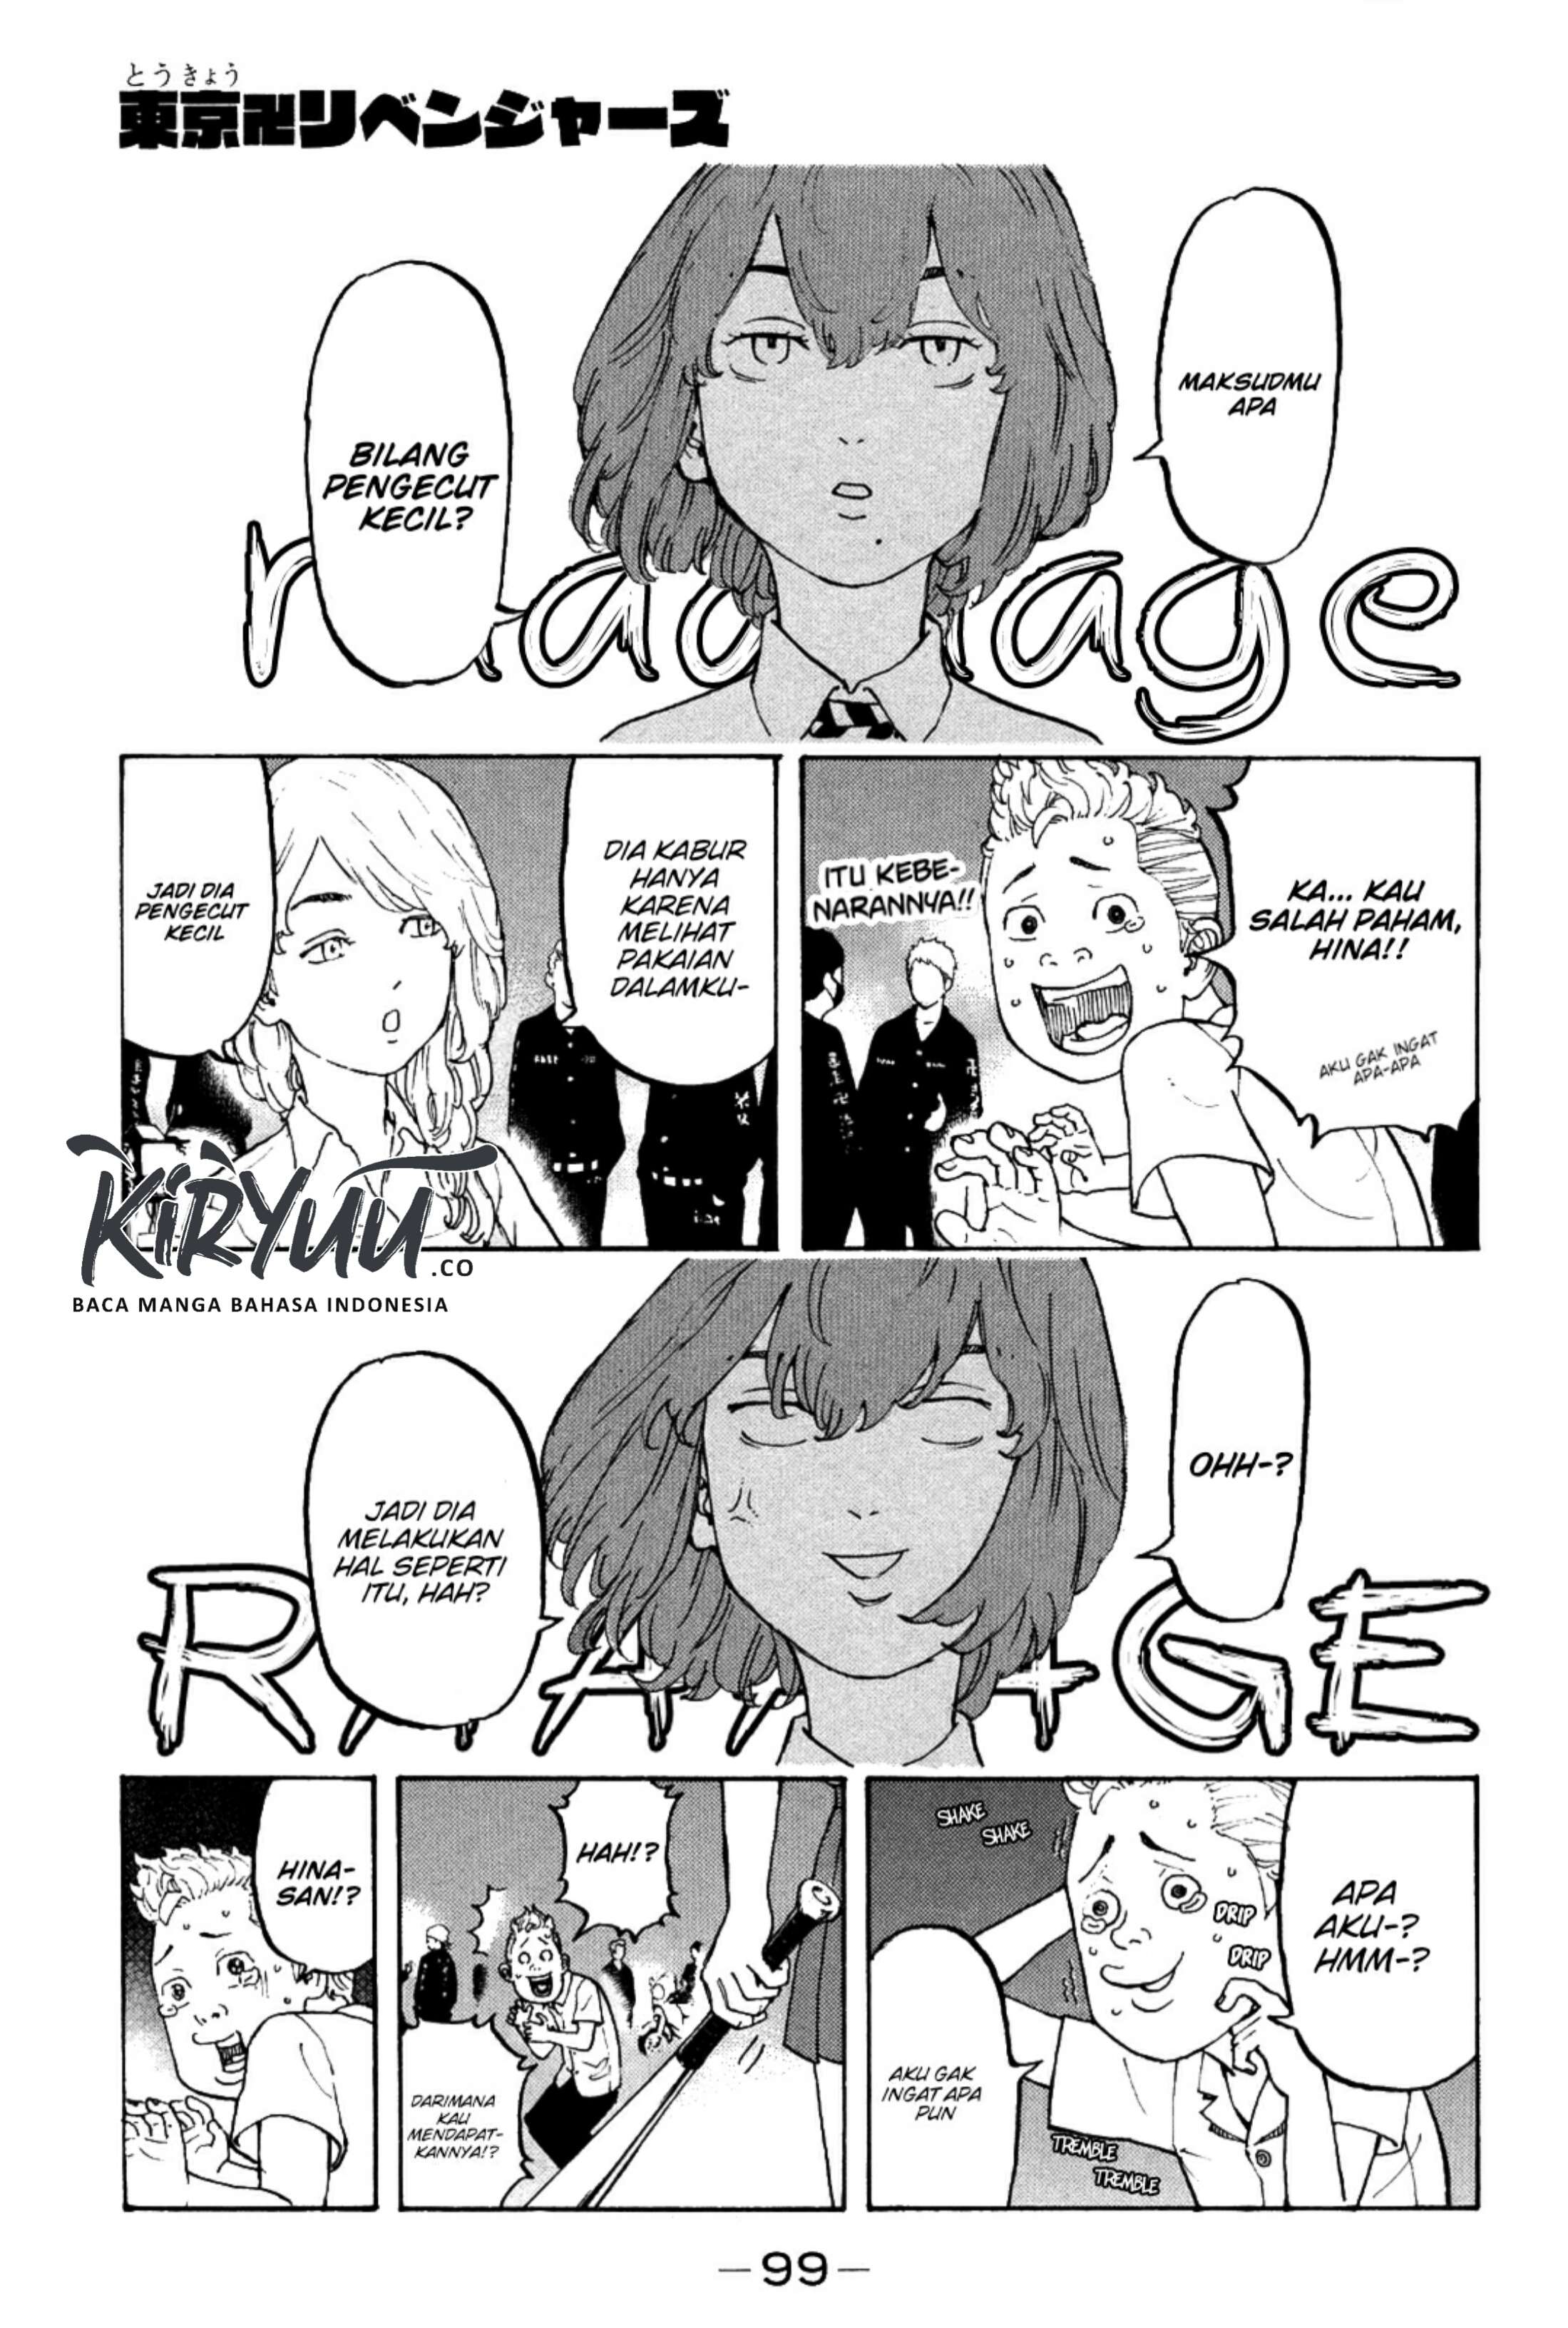 とうきょう
東京卍リベンジャーズ
MAKSUDMU
APA
BILANG
PENGECUT
KECIL?
KA... KAU
SALAH PAHAM,
HINA!!
AKU GAK INGAT
APA-APA
ITU KEBE-
NARANNYA!!
DIA KABUR
HANYA
KARENA
MELIHAT
PAKAIAN
DALAMKU-
JADI DIA
PENGECUT
KECIL
KiRYUU
.CO
BACA MANGA BAHASA INDONESIA
OHH-?
JADI DIA
MELAKUKAN
HAL SEPERTI
ITU, HAH?
APA
AKU-?
HMM-?
SHAKE
SHAKE
DRIP
DRIP
AKU GAK
INGAT APA
PUN
TREMBLE
TREMBLE
HAH!?
DARIMANA
KAU
MENDAPAT-
KANNYA!?
HINA-
SAN!?
—99—